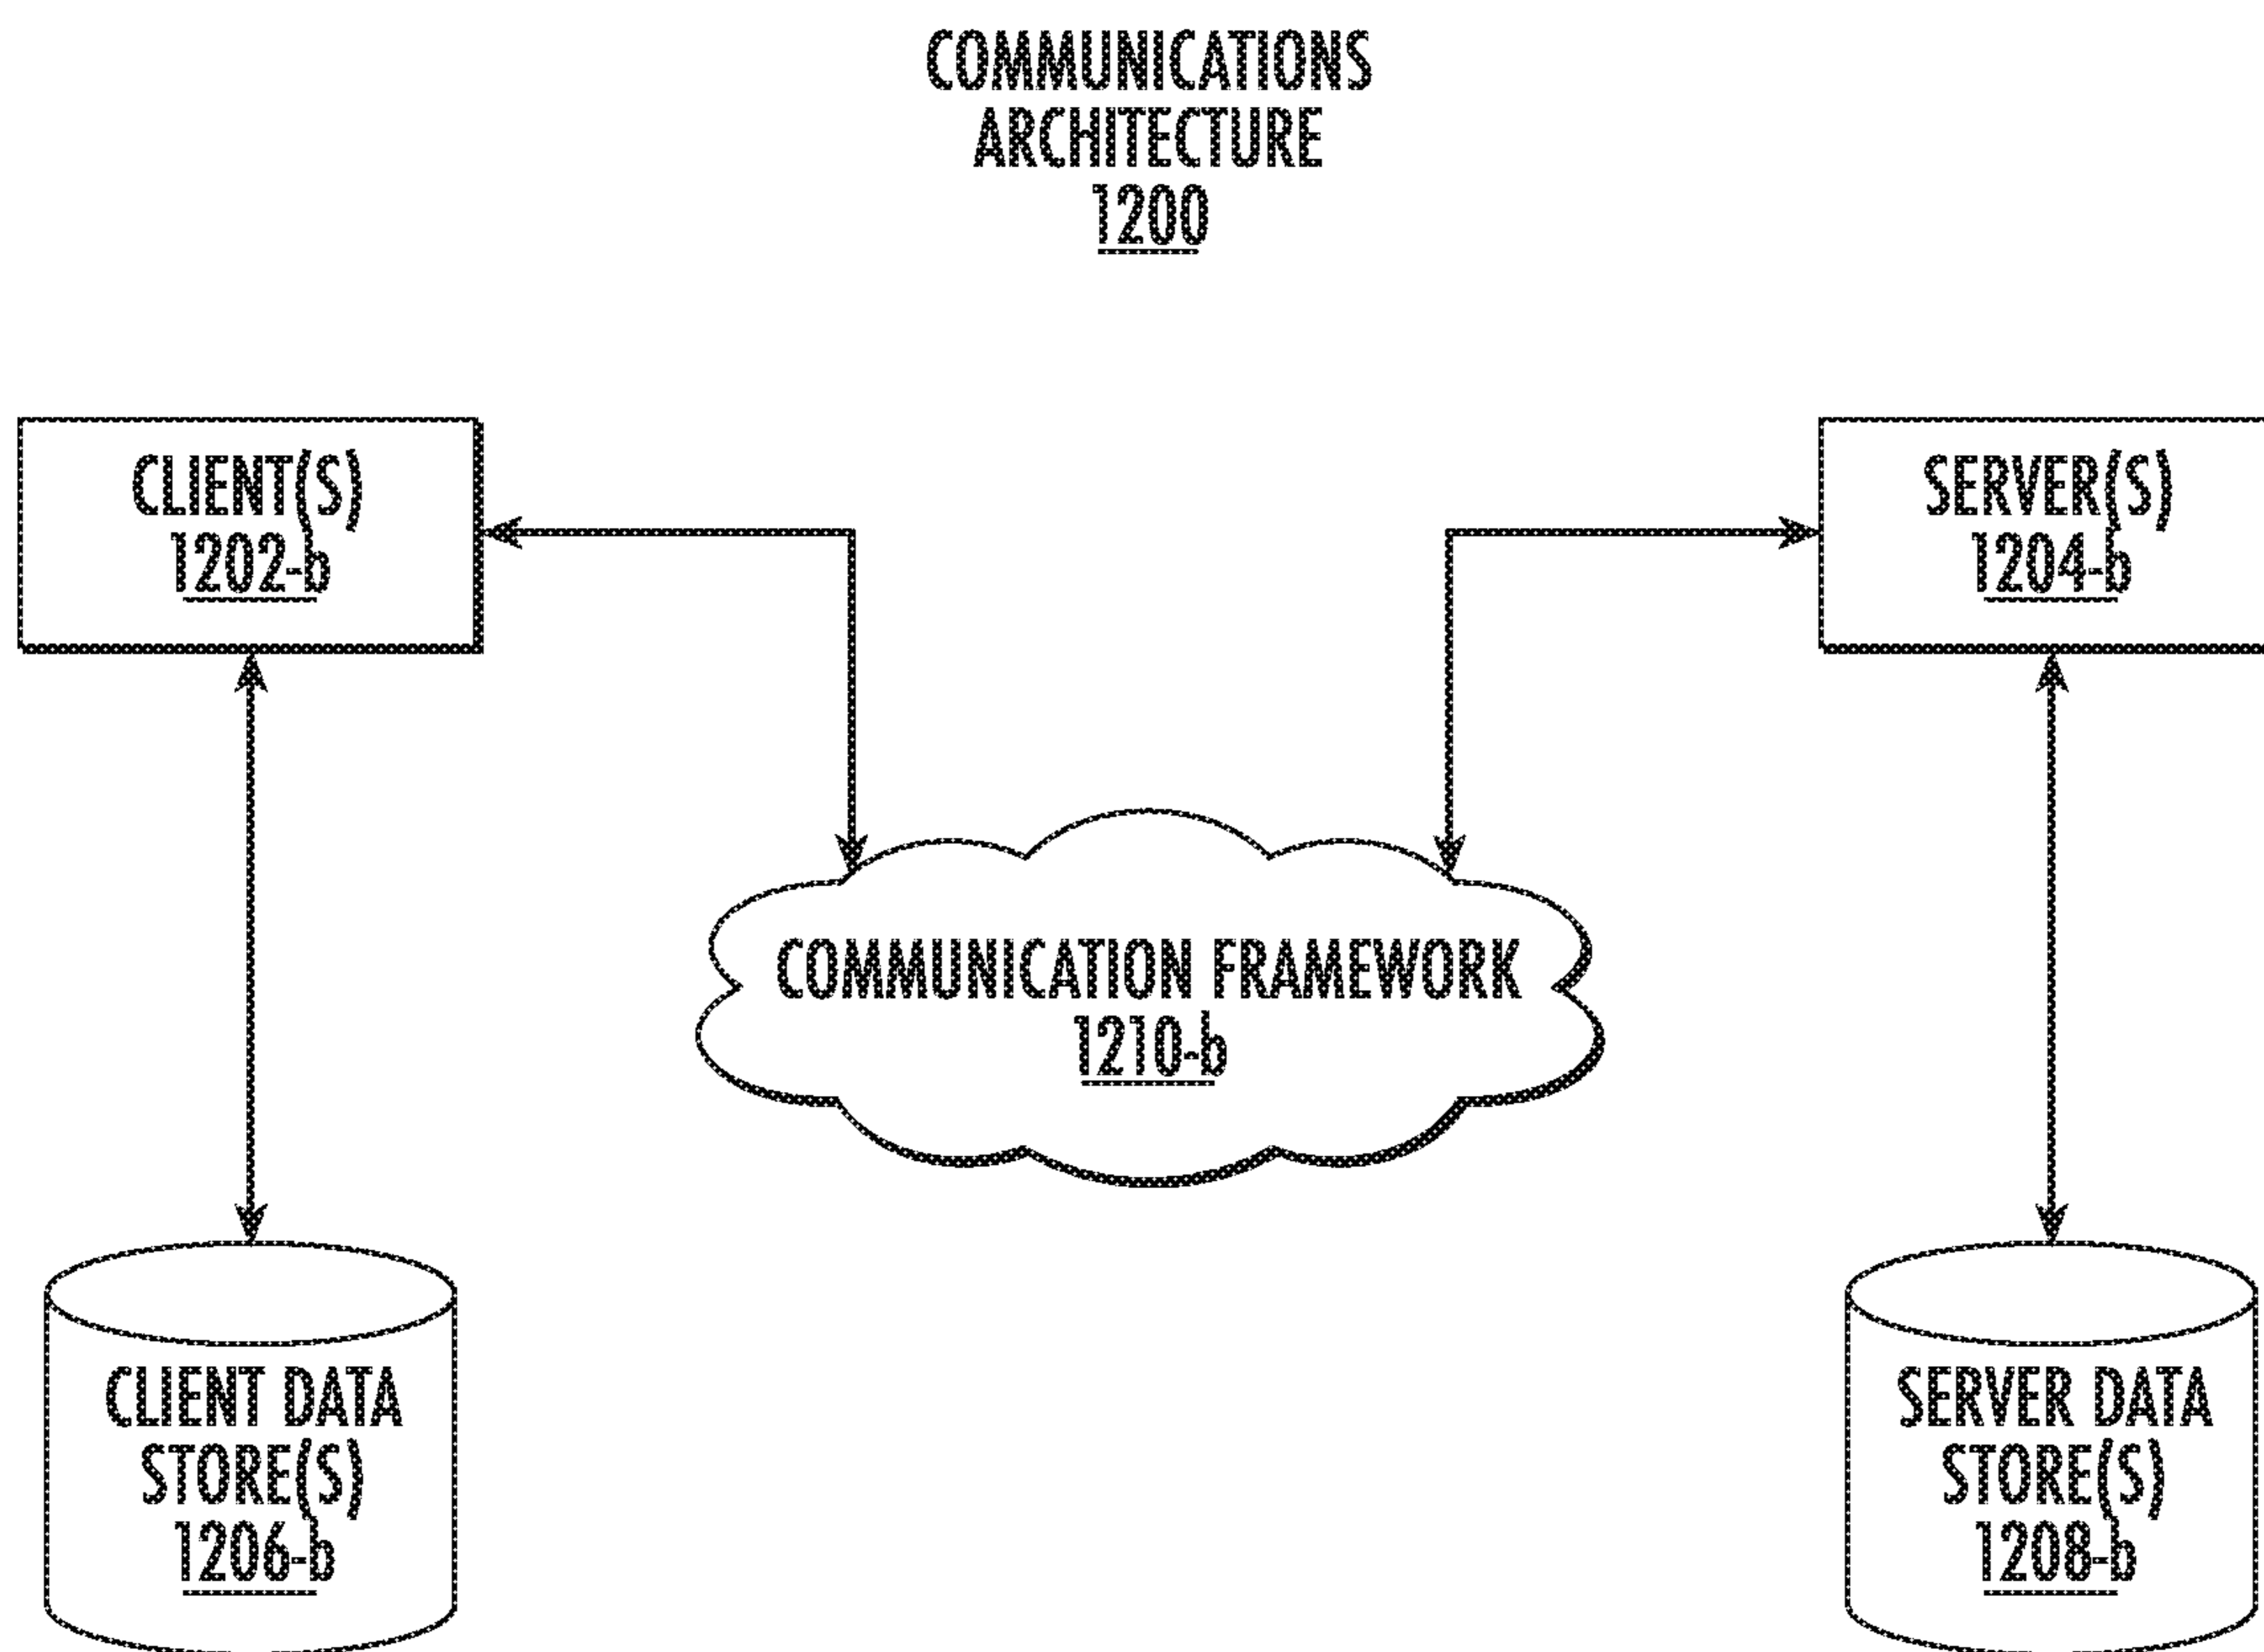 COMMUNICATIONS
ARCHITECTURE
1200
CLIENT(S)
1202-b
SERVER(S)
1204-b
COMMUNICATION FRAMEWORK
1210-b
CLIENT DATA
STORE(S)
1206-b
SERVER DATA
STORE(S)
1208-b